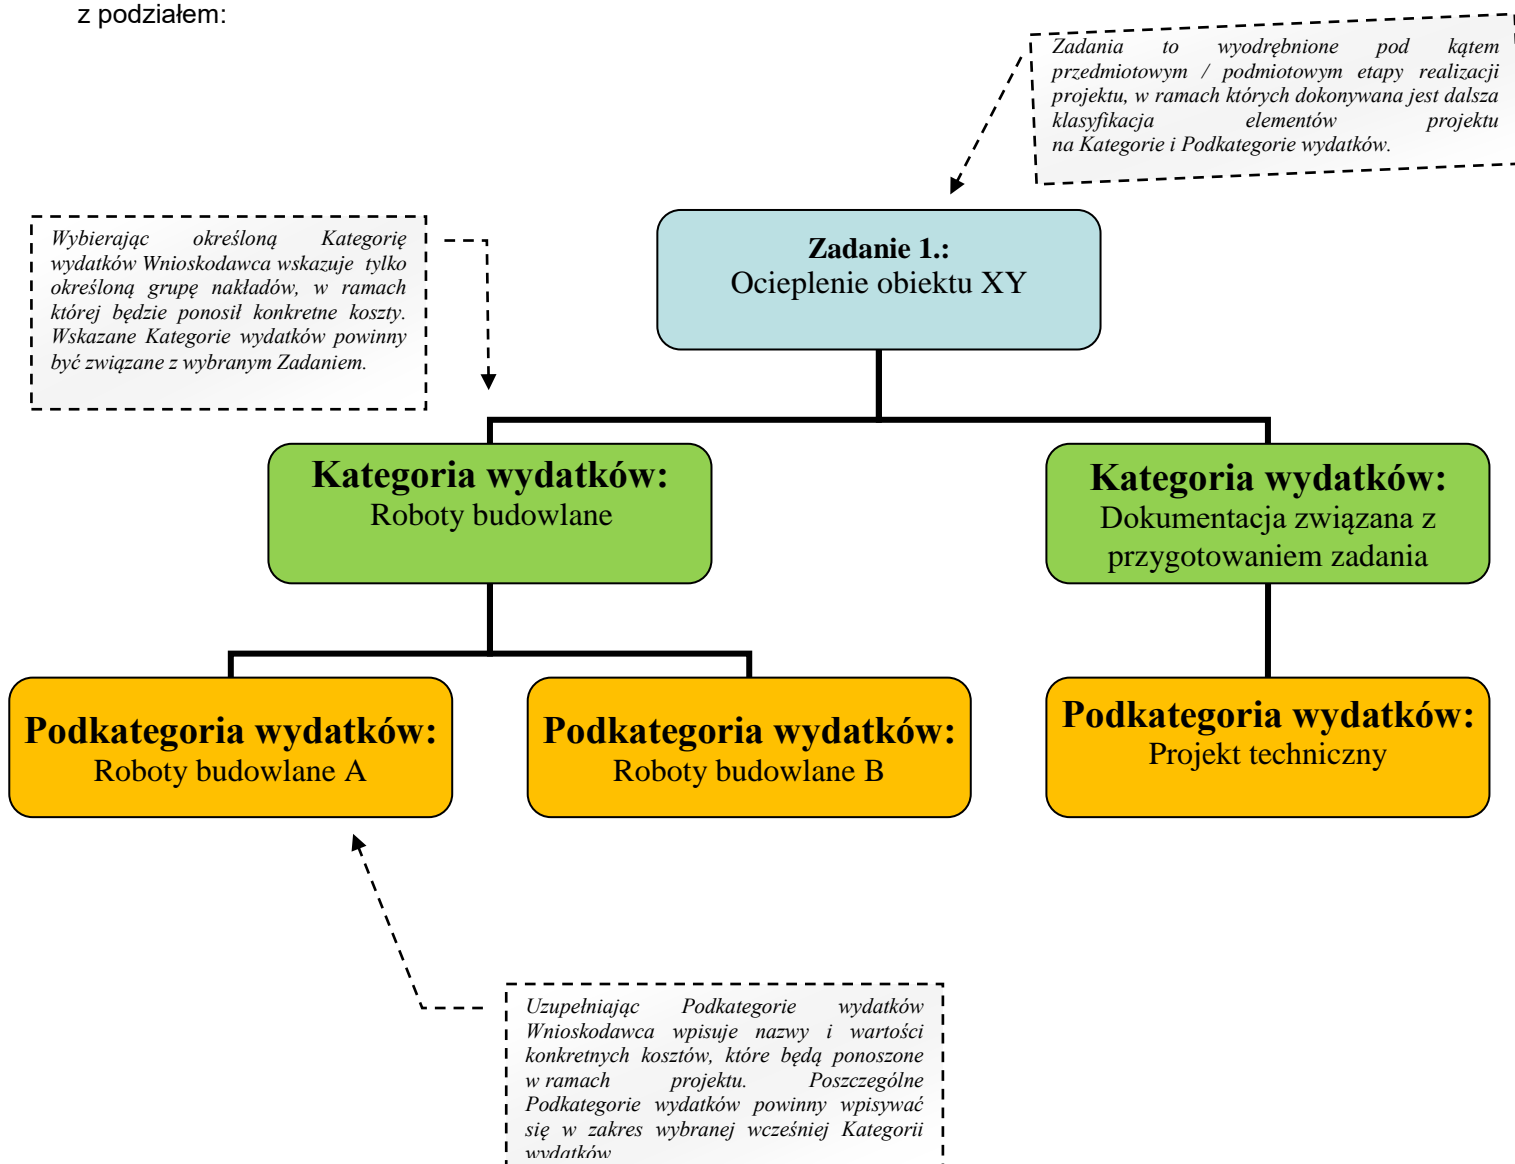 z podziałem:
Zadania to wyodrębnione pod kątem
przedmiotowym / podmiotowym etapy realizacji
projektu, w ramach których dokonywana jest dalsza
klasyfikacja elementów projektu
na Kategorie i Podkategorie wydatków.
Wybierając określoną Kategorię
wydatków Wnioskodawca wskazuje tylko
określoną grupę nakładów, w ramach
której będzie ponosił konkretne koszty.
Wskazane Kategorie wydatków powinny
być związane z wybranym Zadaniem.
Zadanie 1.:
Ocieplenie obiektu XY
Kategoria wydatków:
Roboty budowlane
Kategoria wydatków:
Dokumentacja związana z
przygotowaniem zadania
Podkategoria wydatków:
Roboty budowlane A
Podkategoria wydatków:
Roboty budowlane B
Podkategoria wydatków:
Projekt techniczny
Uzupełniając Podkategorie wydatków
Wnioskodawca wpisuje nazwy i wartości
konkretnych kosztów, które będą ponoszone
w ramach projektu. Poszczególne
Podkategorie wydatków powinny wpisywać
się w zakres wybranej wcześniej Kategorii
wydatków